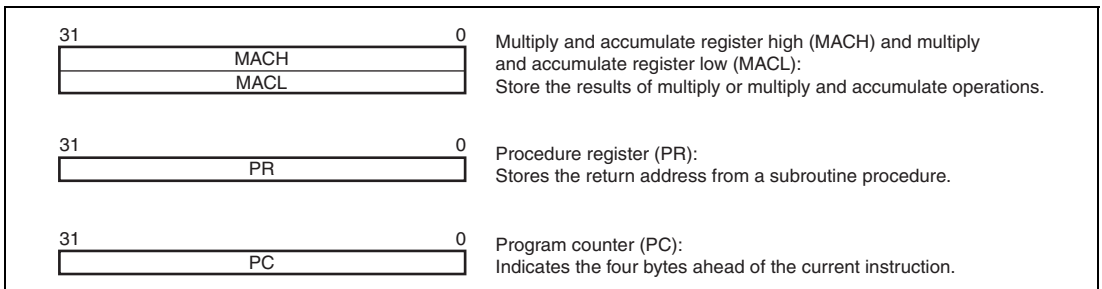 31 0
MACH
MACL
Multiply and accumulate register high (MACH) and multiply
and accumulate register low (MACL):
Store the results of multiply or multiply and accumulate operations.
31 0
PR
Procedure register (PR):
Stores the return address from a subroutine procedure.
31 0
PC
Program counter (PC):
Indicates the four bytes ahead of the current instruction.